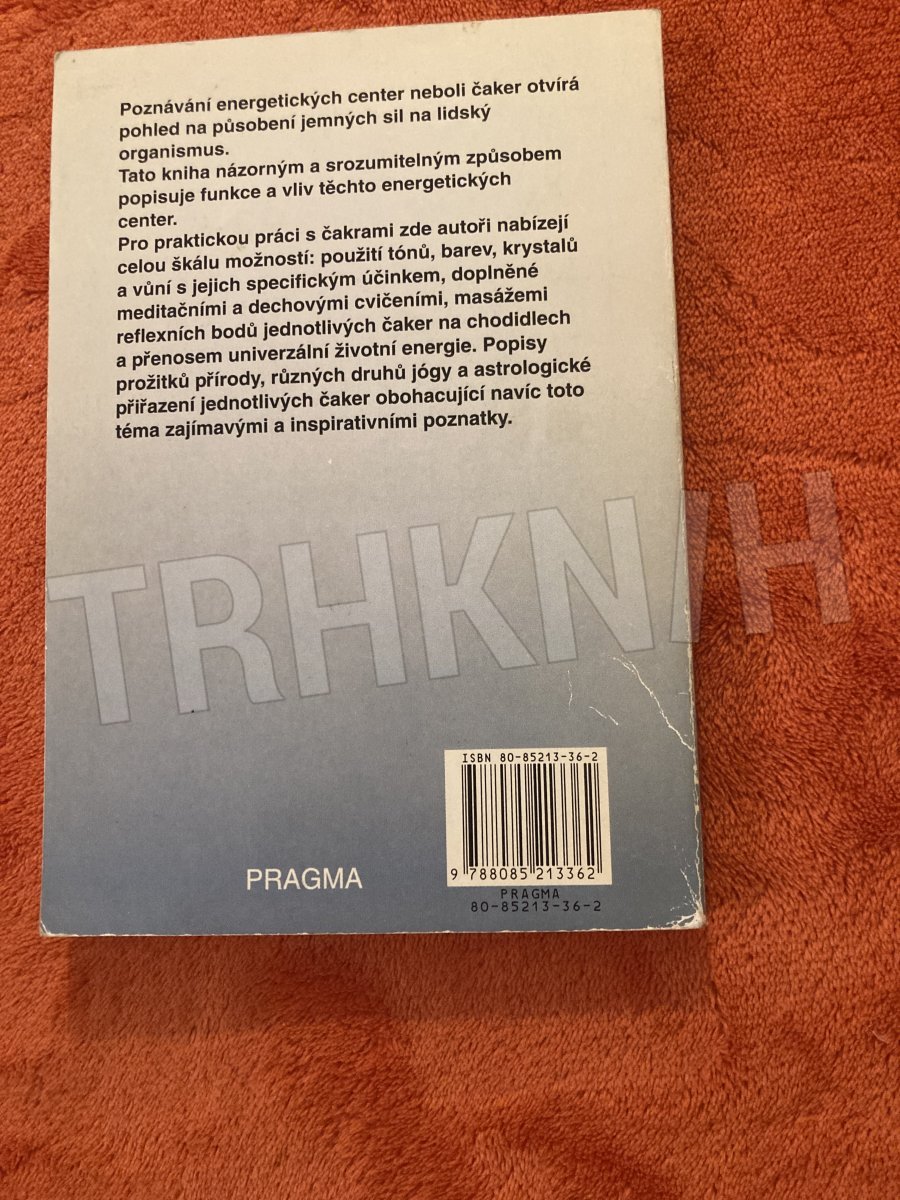 Poznávání energetických center neboli čaker otvírá
pohled na působení jemných sil na lidský
organismus.
Tato kniha názorným a srozumitelným způsobem
popisuje funkce a vliv těchto energetických
center.
Pro praktickou práci s čakrami zde autoři nabízejí
celou škálu možností: použití tónů, barev, krystalů
a vůní s jejich specifickým účinkem, doplněné
meditačními a dechovými cvičeními, masážemi
reflexních bodů jednotlivých čaker na chodidlech
a přenosem univerzální životní energie. Popisy
prožitků přírody, různých druhů jógy a astrologické
přiřazení jednotlivých čaker obohacující navíc toto
téma zajímavými a inspirativními poznatky.
TRHKNI/H
ISBN 80-85213-36-2
9 788085 213362
PRAGMA
80-85213-36-2
PRAGMA